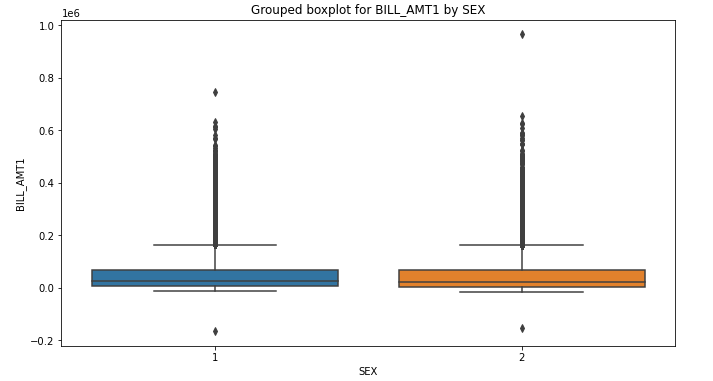 Grouped boxplot for BILL_AMT1 by SEX
1e6
1.0
0.8
0.6
0.4
0.2
0.0
−0.2
BILL_AMT1
1 2
SEX